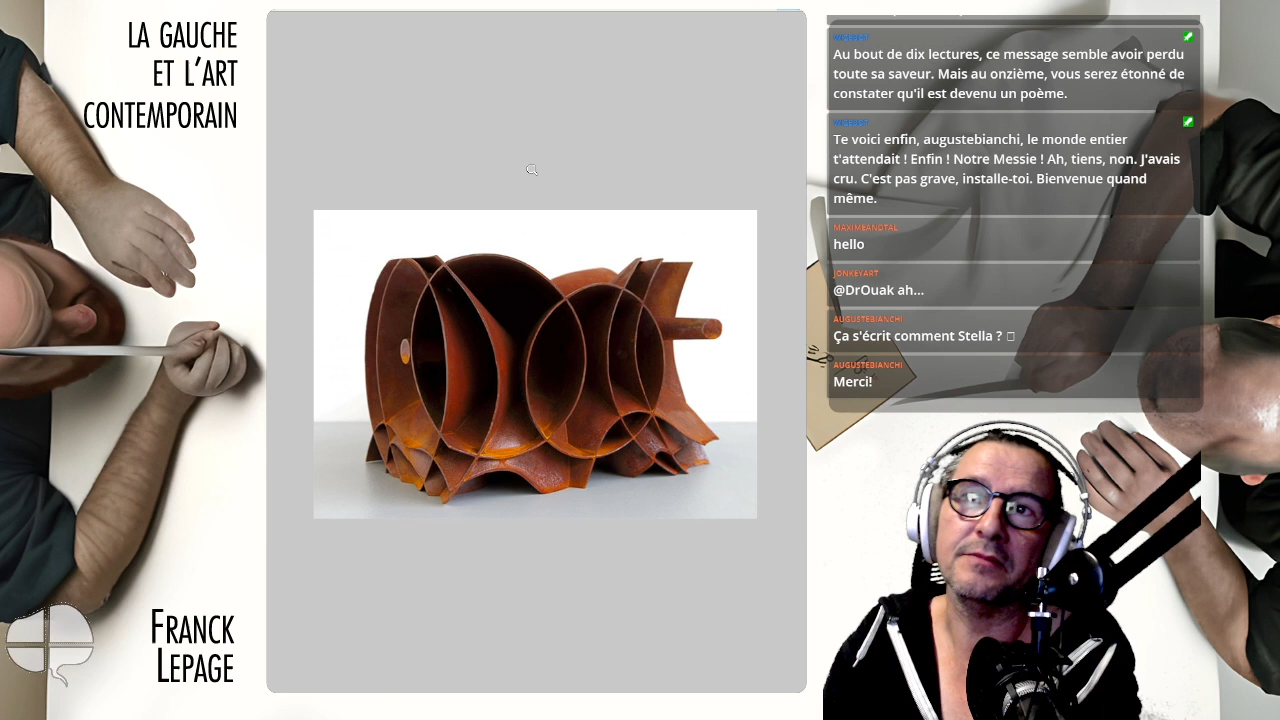 LA GAUCHE
ET L'ART
CONTEMPORAIN
FRANCK
LEPAGE
Au bout de dix lectures, ce message semble avoir perdu
toute sa saveur. Mais au onzième, vous serez étonné de
constater qu'il est devenu un poème.
Te voici enfin, augustebianchi, le monde entier
t'attendait ! Enfin ! Notre Messie ! Ah, tiens, non. J'avais
cru. C'est pas grave, installe-toi. Bienvenue quand
même.
MAXIMEANDTAL
hello
JONKEYART
@DrOuak ah...
AUGUSTEBIANCHI
Ça s'écrit comment Stella ?
AUGUSTEBIANCHI
Merci!